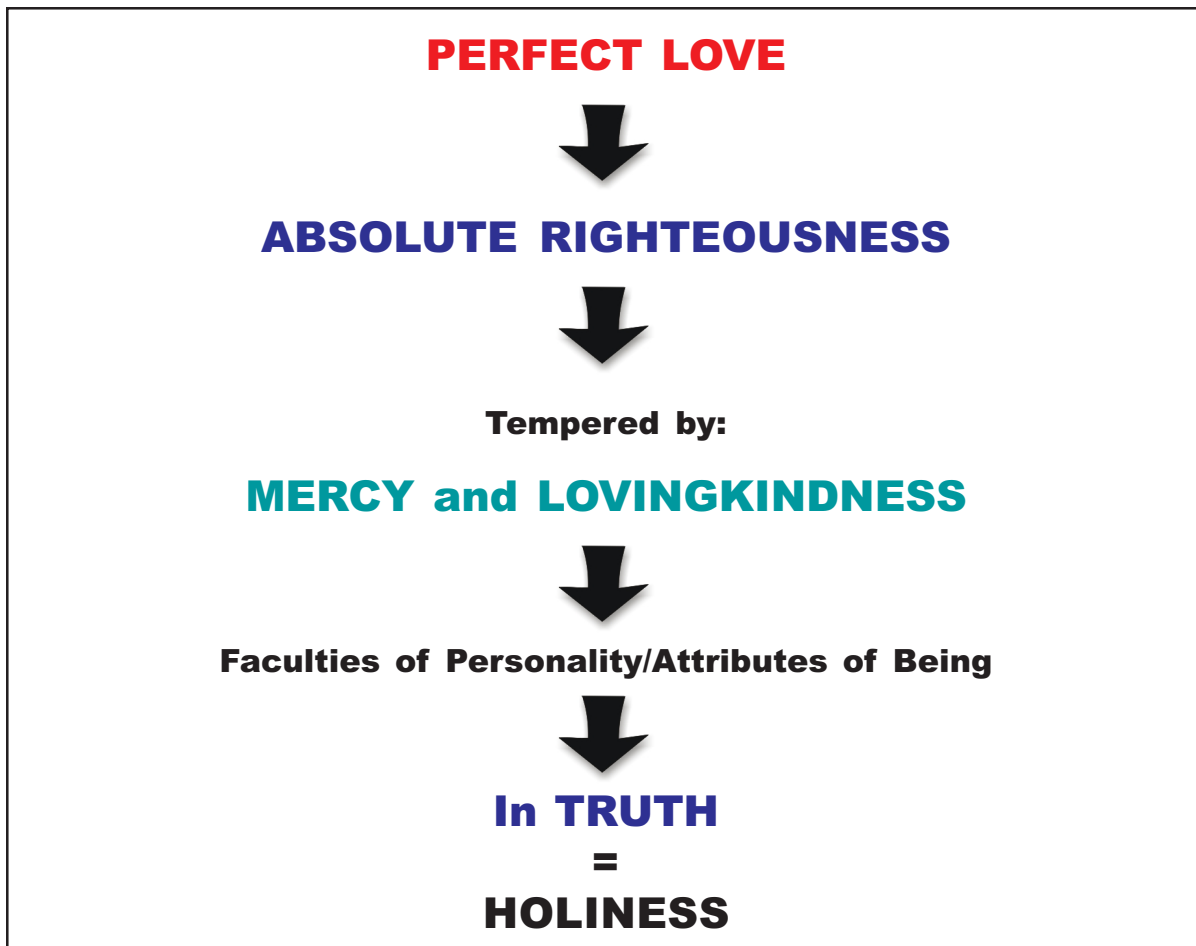 PERFECT LOVE
ABSOLUTE RIGHTEOUSNESS
Tempered by:
MERCY and LOVINGKINDNESS
Faculties of Personality/Attributes of Being
In TRUTH
=
HOLINESS